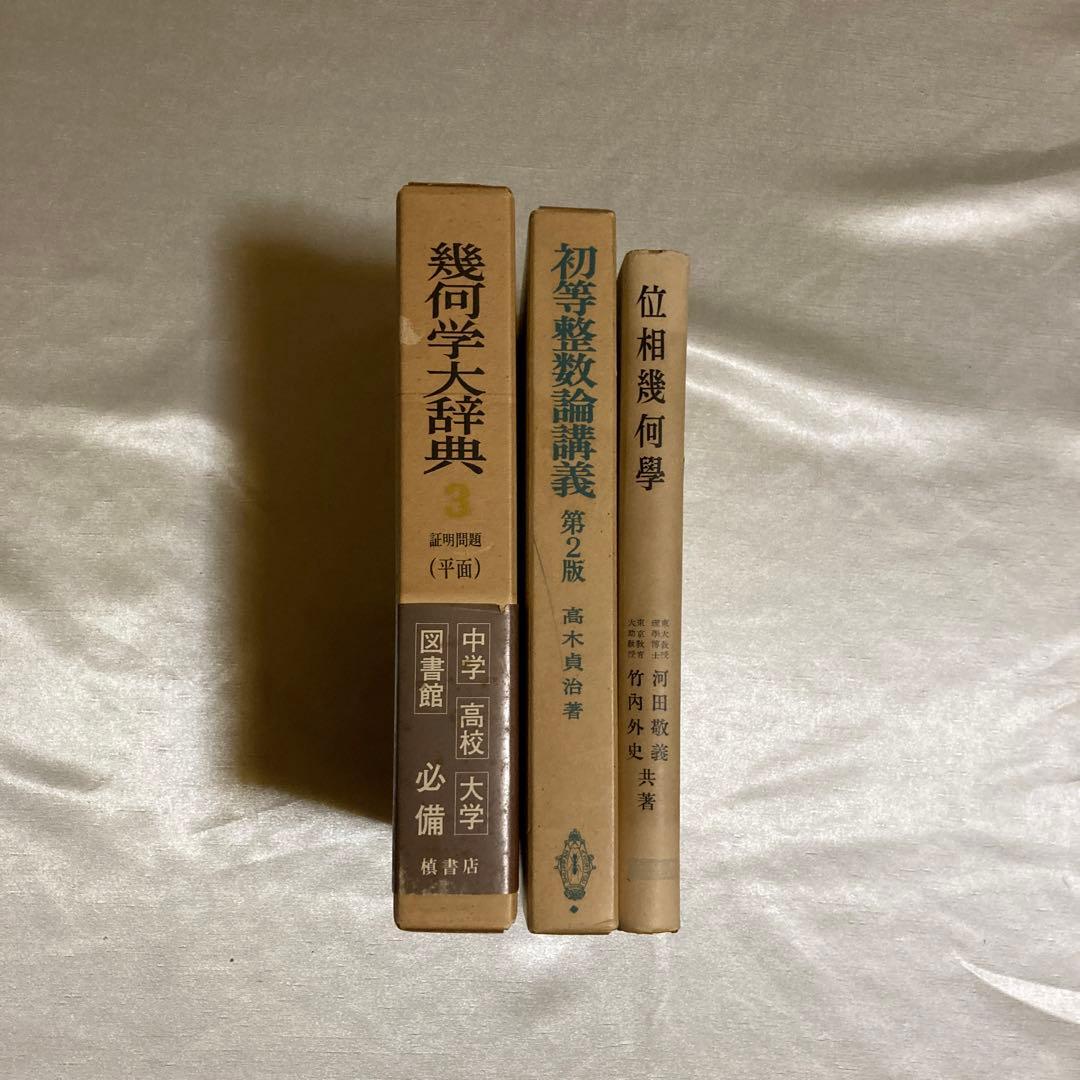 幾何学大辞典
3
証明問題
(平面)
中学
高校
大学
図書館
必備
槙書店
初等整数論講義
第2版
高木貞治著
位相幾何學
東大教授
理學博士
河田敬義
東京教育
大助教授
竹内外史
共著